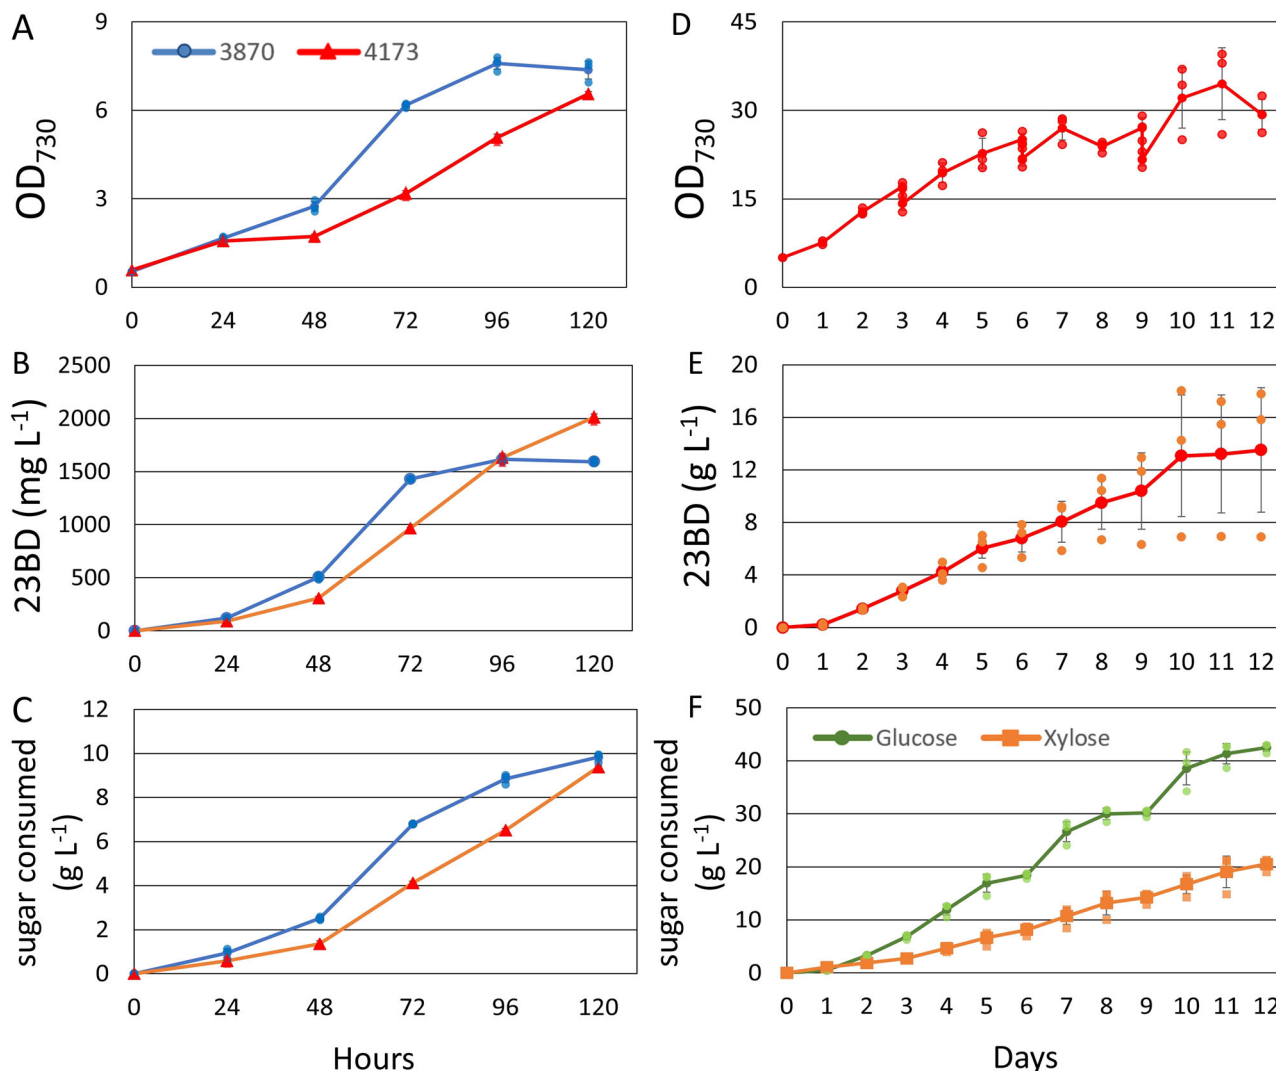 A
9
6
3
0
OD730
3870 4173
0 24 48 72 96 120
B
2500
2000
1500
1000
500
0
23BD (mg L-1)
0 24 48 72 96 120
C
12
10
8
6
4
2
0
sugar consumed
(g L-1)
0 24 48 72 96 120
Hours
D
45
30
15
0
OD730
0 1 2 3 4 5 6 7 8 9 10 11 12
E
20
16
12
8
4
0
23BD (g L-1)
0 1 2 3 4 5 6 7 8 9 10 11 12
F
50
40
30
20
10
0
sugar consumed
(g L-1)
Glucose Xylose
0 1 2 3 4 5 6 7 8 9 10 11 12
Days